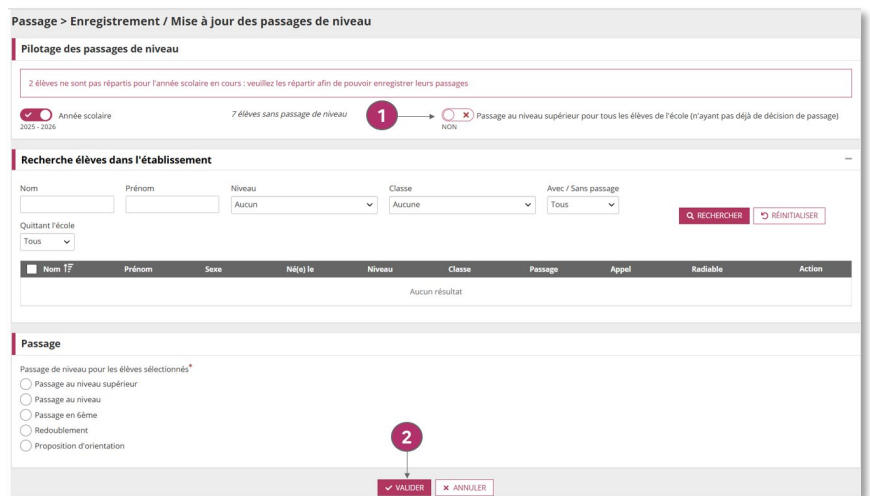 Passage > Enregistrement / Mise à jour des passages de niveau
Pilotage des passages de niveau
2 élèves ne sont pas répartis pour l'année scolaire en cours : veuillez les répartir afin de pouvoir enregistrer leurs passages
Année scolaire
2025 - 2026
7 élèves sans passage de niveau
1
NON
Passage au niveau supérieur pour tous les élèves de l'école (n'ayant pas déjà de décision de passage)
Recherche élèves dans l'établissement
Nom Prénom Niveau Classe Avec / Sans passage
Aucun Aucune Tous
RECHERCHER RÉINITIALISER
Quittant l'école
Tous
Nom Prénom Sexe Né(e) le Niveau Classe Passage Appel Radiable Action
Aucun résultat
Passage
Passage de niveau pour les élèves sélectionnés*
Passage au niveau supérieur
Passage au niveau
Passage en 6ème
Redoublement
Proposition d'orientation
2
VALIDER ANNULER